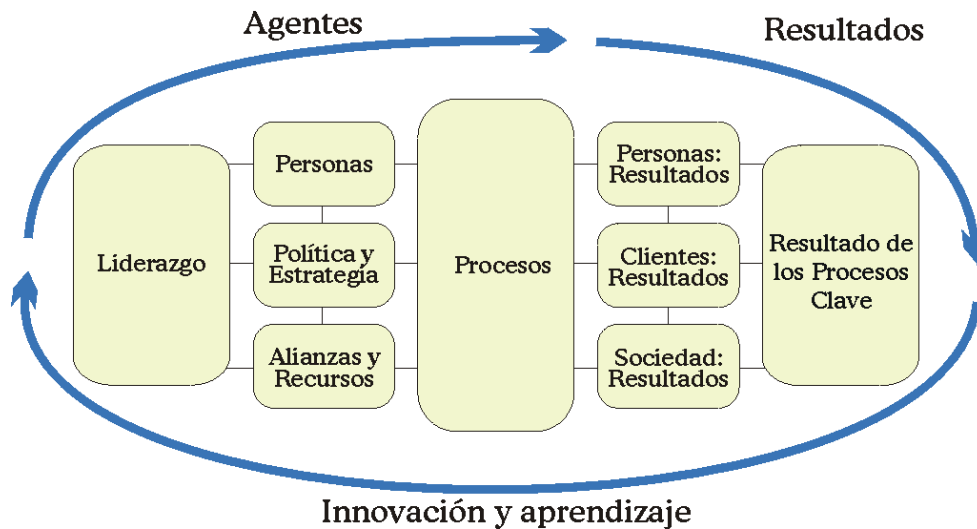 Agentes
Resultados
Liderazgo
Personas
Política y
Estrategía
Alianzas y
Recursos
Procesos
Personas:
Resultados
Clientes:
Resultados
Sociedad:
Resultados
Resultado de
los Procesos
Clave
Innovación y aprendizaje